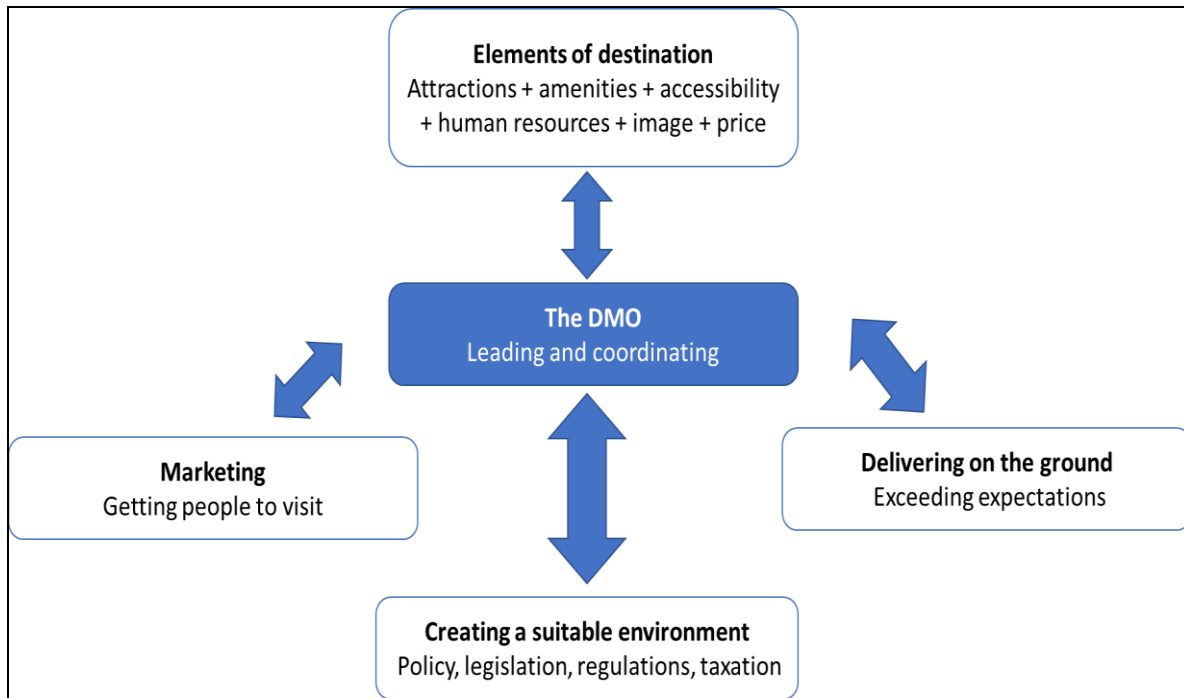 Elements of destination
Attractions + amenities + accessibility
+ human resources + image + price
The DMO
Leading and coordinating
Marketing
Getting people to visit
Delivering on the ground
Exceeding expectations
Creating a suitable environment
Policy, legislation, regulations, taxation